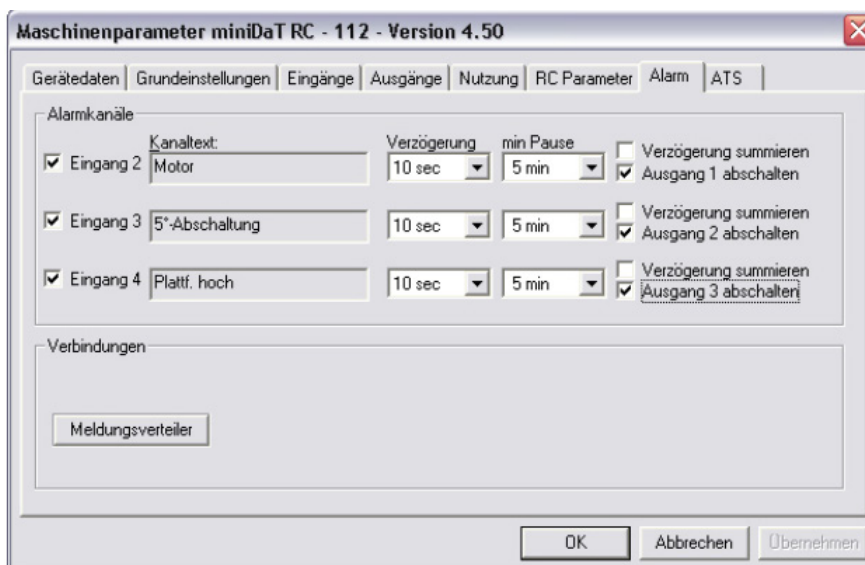 Maschinenparameter miniDaT RC - 112 - Version 4.50
Gerätedaten Grundeinstellungen Eingänge Ausgänge Nutzung RC Parameter Alarm ATS
Alarmkanäle
Kanaltext: Verzögerung min Pause
Eingang 2 Motor 10 sec 5 min Verzögerung summieren
Ausgang 1 abschalten
Eingang 3 5°-Abschaltung 10 sec 5 min Verzögerung summieren
Ausgang 2 abschalten
Eingang 4 Plattf. hoch 10 sec 5 min Verzögerung summieren
Ausgang 3 abschalten
Verbindungen
Meldungsverteiler
OK Abbrechen Übernehmen